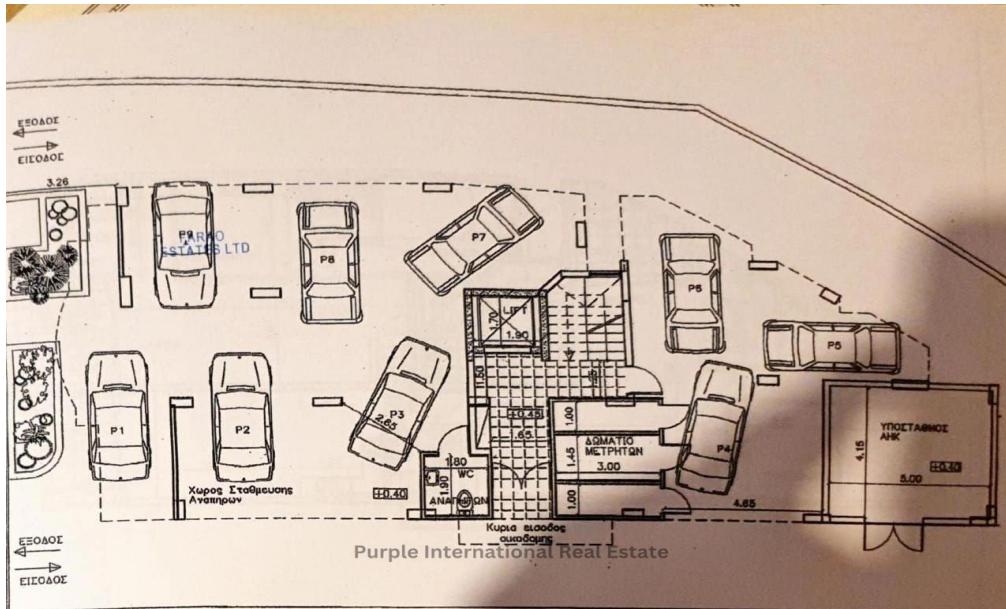 ΕΞΟΔΟΣ
ΕΙΣΟΔΟΣ
3.26
P9
ESTATES LTD
P8
P7
P6
P5
LIFT
1.70
1.90
P1
P2
P3
2.65
P4
+0.45
1.00
ΔΩΜΑΤΙΟ
ΜΕΤΡΗΤΩΝ
1.45
3.00
1.00
4.65
ΥΠΟΣΤΑΘΜΟΣ
ΑΗΚ
4.15
+0.40
5.00
1.80
WC
1.90
ΑΝΑΠΗΡΩΝ
Χωρος Σταθμευσης
Αναπηρων
+0.40
Κυρια εισοδος
οικοδομης
Purple International Real Estate
ΕΞΟΔΟΣ
ΕΙΣΟΔΟΣ